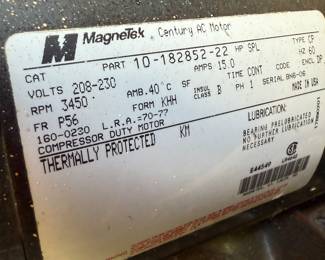 MagneTek Century AC Motor
CAT PART 10-182852-22 HP SPL TYPE CF
VOLTS 208-230 AMPS 15.0 HZ 60
RPM 3450 AMB. 40°C SF TIME CONT CODE ENCL OP
FR P56 FORM KHH INSUL CLASS B PH 1 SERIAL BN6-06
160-0230 L.R.A.-70-77 MADE IN USA
COMPRESSOR DUTY MOTOR KM
THERMALLY PROTECTED
LUBRICATION:
BEARING PRELUBRICATED
NO FURTHER LUBRICATION
NECESSARY